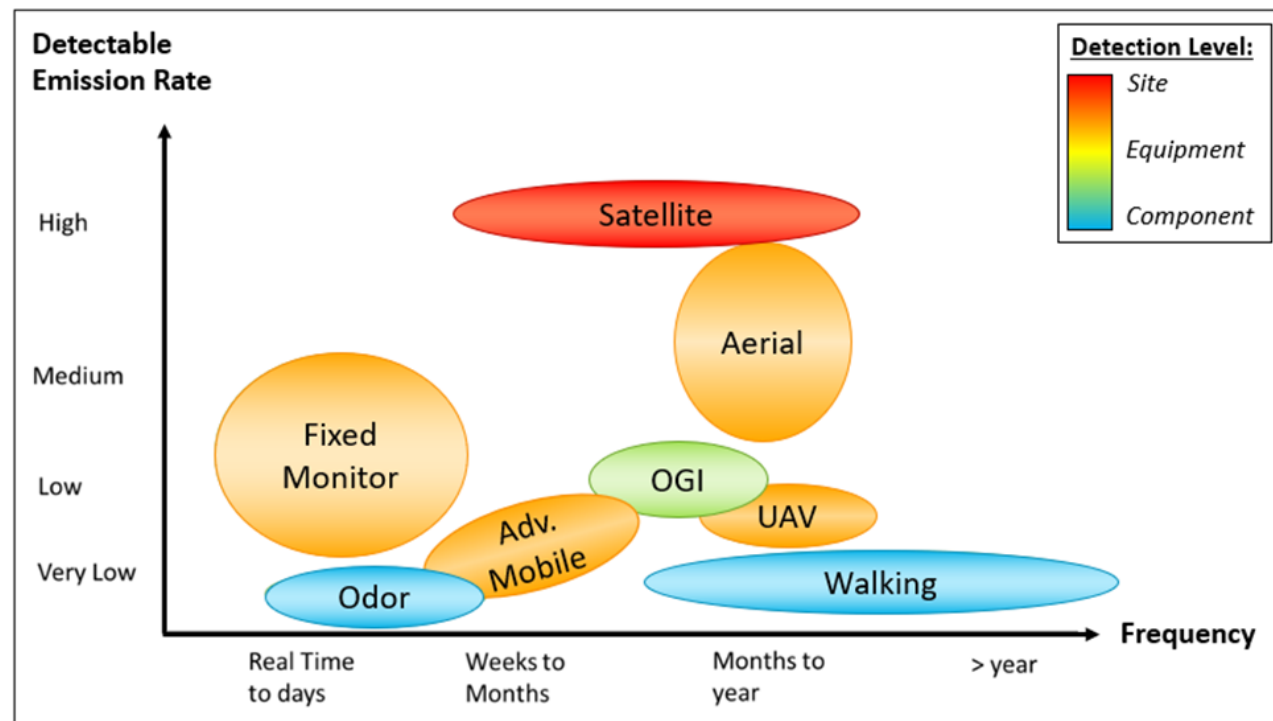 Detectable
Emission Rate
Detection Level:
Site
Equipment
Component
High
Medium
Low
Very Low
Satellite
Aerial
Fixed
Monitor
OGI
UAV
Adv.
Mobile
Odor
Walking
Frequency
Real Time
to days
Weeks to
Months
Months to
year
> year